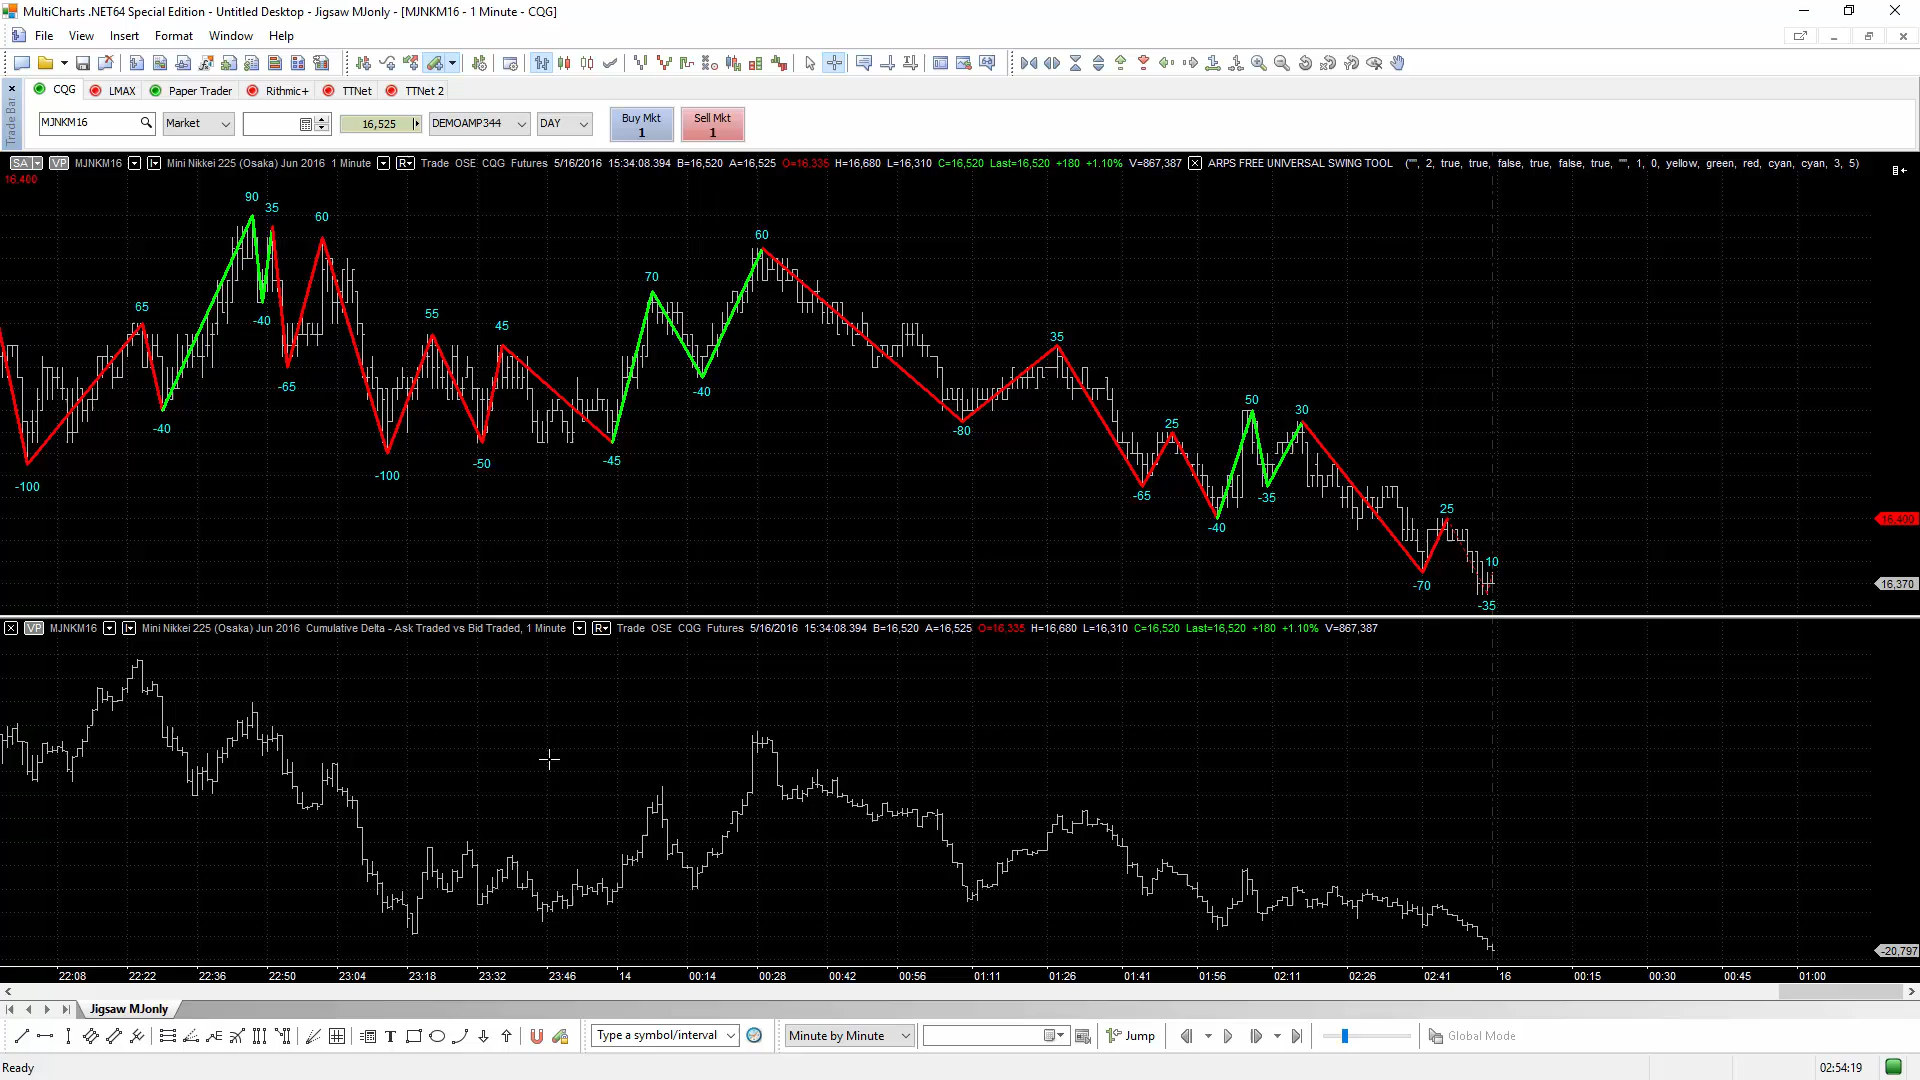 MultiCharts .NET64 Special Edition - Untitled Desktop - Jigsaw MJonly - [MJNKM16 - 1 Minute - CQG]
File View Insert Format Window Help
CQG LMAX Paper Trader Rithmic+ TTNet TTNet 2
Trade Bar
MJNKM16 Market 16,525 DEMOAMP344 DAY Buy Mkt 1 Sell Mkt 1
SA VP MJNKM16 Mini Nikkei 225 (Osaka) Jun 2016 1 Minute R Trade OSE CQG Futures 5/16/2016 15:34:08.394 B=16,520 A=16,525 O=16,335 H=16,680 L=16,310 C=16,520 Last=16,520 +180 +1.10% V=867,387 ARPS FREE UNIVERSAL SWING TOOL ("", 2, true, true, false, true, false, true, "", 1, 0, yellow, green, red, cyan, cyan, 3, 5)
16,400
90
35
60
60
70
65
-40
55
45
35
-65
-40
50
30
25
-40
-80
-45
-50
-100
-100
-65
-35
25
-40
16,400
10
-70
16,370
-35
VP MJNKM16 Mini Nikkei 225 (Osaka) Jun 2016 Cumulative Delta - Ask Traded vs Bid Traded, 1 Minute R Trade OSE CQG Futures 5/16/2016 15:34:08.394 B=16,520 A=16,525 O=16,335 H=16,680 L=16,310 C=16,520 Last=16,520 +180 +1.10% V=867,387
-20,797
22:08 22:22 22:36 22:50 23:04 23:18 23:32 23:46 14 00:14 00:28 00:42 00:56 01:11 01:26 01:41 01:56 02:11 02:26 02:41 16 00:15 00:30 00:45 01:00
Jigsaw MJonly
Type a symbol/interval Minute by Minute Jump Global Mode
Ready 02:54:19